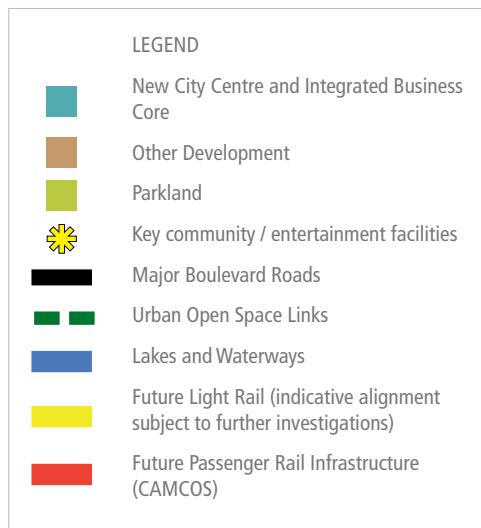 LEGEND
New City Centre and Integrated Business
Core
Other Development
Parkland
Key community / entertainment facilities
Major Boulevard Roads
Urban Open Space Links
Lakes and Waterways
Future Light Rail (indicative alignment
subject to further investigations)
Future Passenger Rail Infrastructure
(CAMCOS)